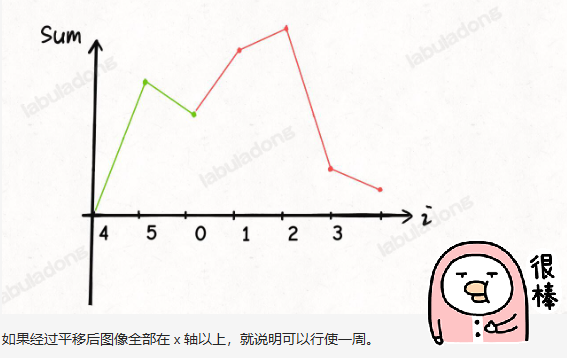 Sum
labuladong
labuladong
labuladong
labuladong
labuladong
i
4 5 0 1 2 3
很棒
如果经过平移后图像全部在 x 轴以上，就说明可以行使一周。